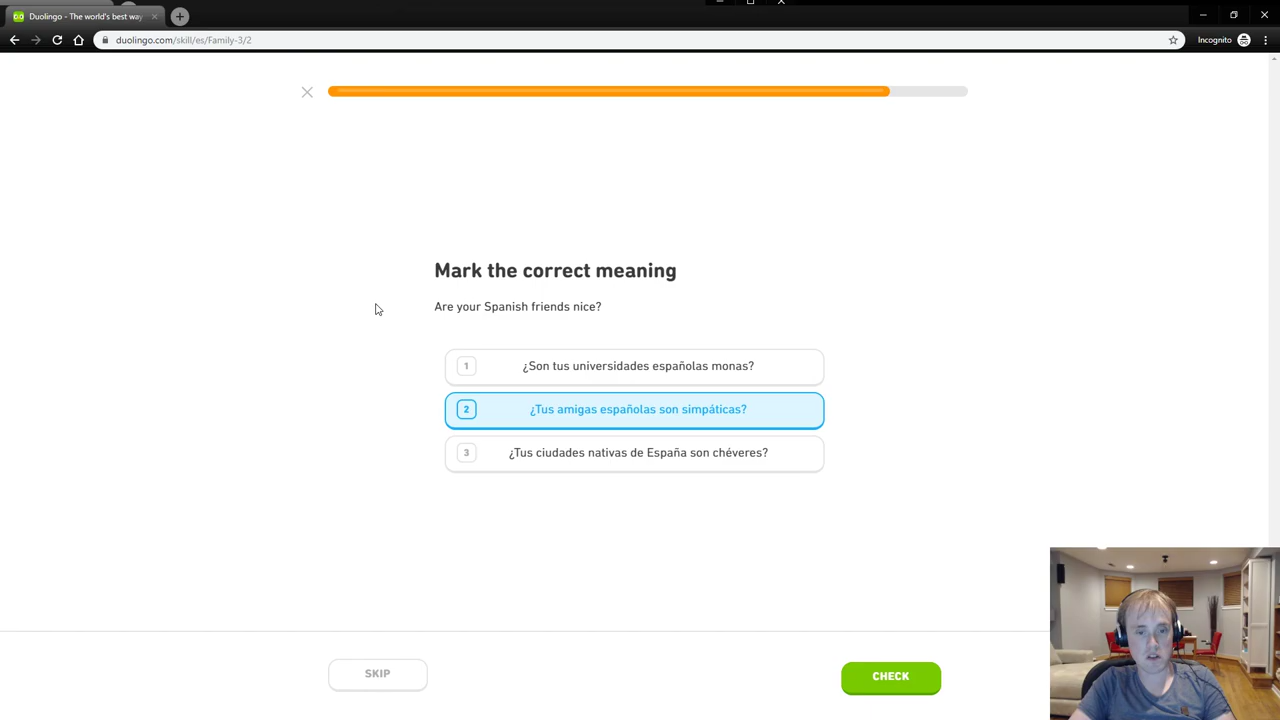 Duolingo - The world's best way
duolingo.com/skill/es/Family-3/2
Incognito
Mark the correct meaning
Are your Spanish friends nice?
1 ¿Son tus universidades españolas monas?
2 ¿Tus amigas españolas son simpáticas?
3 ¿Tus ciudades nativas de España son chéveres?
SKIP
CHECK